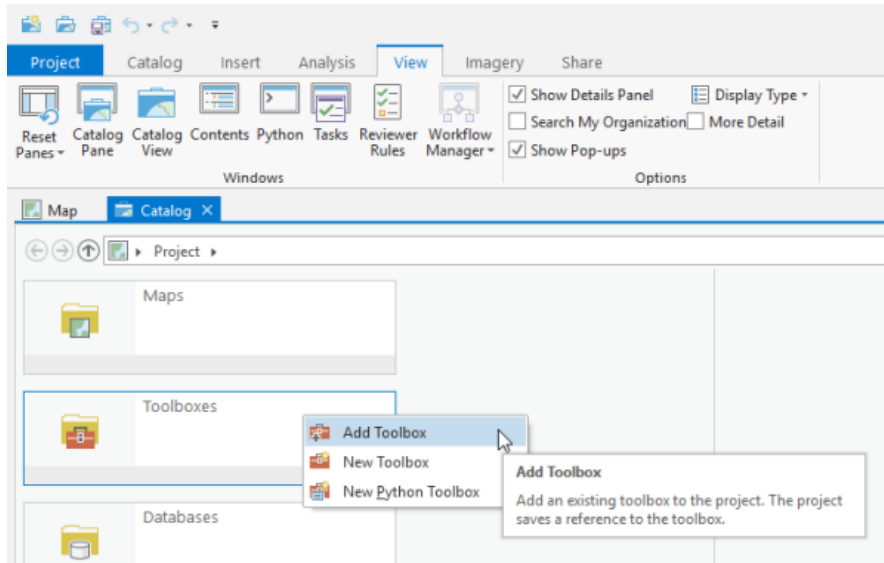 Project Catalog Insert Analysis View Imagery Share
Reset Panes
Catalog Pane
Catalog View
Contents
Python
Tasks
Reviewer Rules
Workflow Manager
Windows
Show Details Panel
Search My Organization
Show Pop-ups
Display Type
More Detail
Options
Map Catalog
Project
Maps
Toolboxes
Add Toolbox
New Toolbox
New Python Toolbox
Add Toolbox
Add an existing toolbox to the project. The project
saves a reference to the toolbox.
Databases